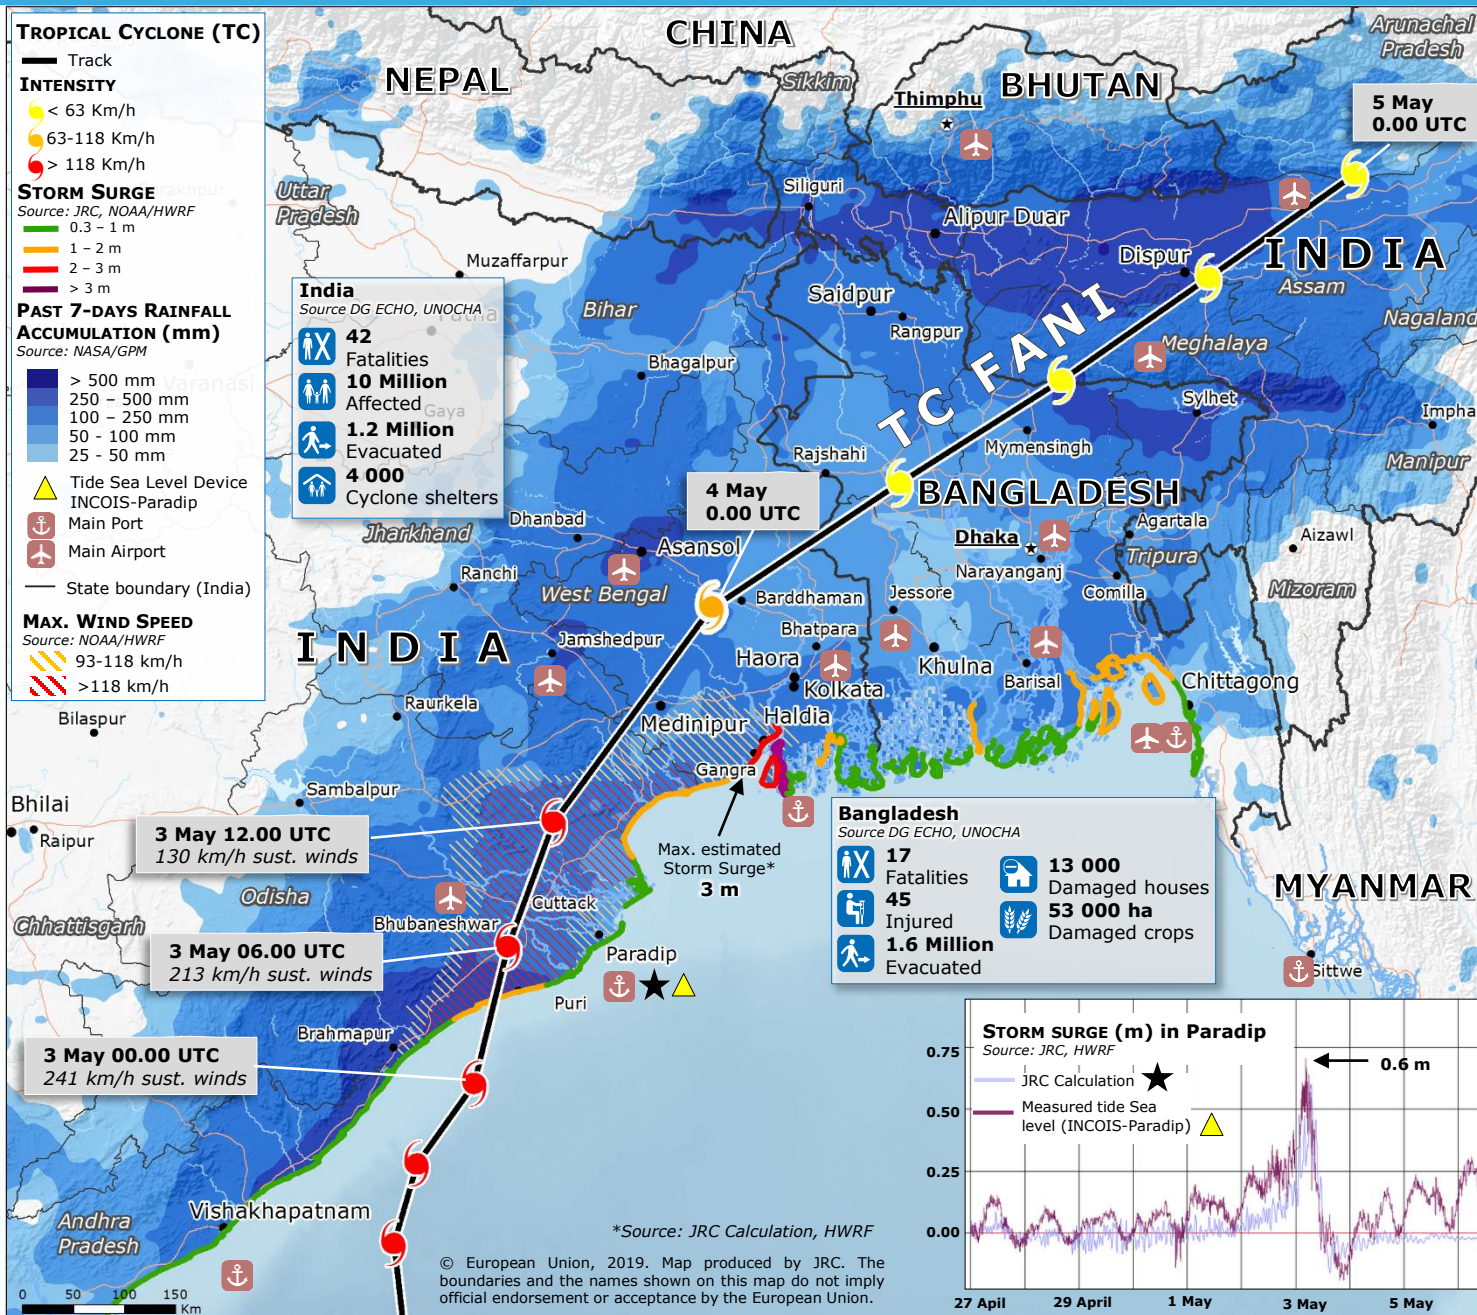 TROPICAL CYCLONE (TC)
Track
INTENSITY
< 63 Km/h
63-118 Km/h
> 118 Km/h
STORM SURGE
Source: JRC, NOAA/HWRF
0.3 – 1 m
1 – 2 m
2 – 3 m
> 3 m
PAST 7-DAYS RAINFALL
ACCUMULATION (mm)
Source: NASA/GPM
> 500 mm
250 – 500 mm
100 – 250 mm
50 - 100 mm
25 - 50 mm
Tide Sea Level Device
INCOIS-Paradip
Main Port
Main Airport
State boundary (India)
MAX. WIND SPEED
Source: NOAA/HWRF
93-118 km/h
>118 km/h
CHINA
NEPAL
Sikkim
BHUTAN
Thimphu
Arunachal
Pradesh
5 May
0.00 UTC
Uttar
Pradesh
Siliguri
Alipur Duar
Dispur
INDIA
Assam
Muzaffarpur
Patna
Varanasi
Gaya
India
Source DG ECHO, UNOCHA
42
Fatalities
10 Million
Affected
1.2 Million
Evacuated
4 000
Cyclone shelters
Bihar
Saidpur
Rangpur
Bhagalpur
TC FANI
Nagaland
Meghalaya
Sylhet
Imphal
Mymensingh
Rajshahi
Manipur
4 May
0.00 UTC
BANGLADESH
Dhanbad
Jharkhand
Asansol
Dhaka
Agartala
Aizawl
Narayanganj
Tripura
Ranchi
West Bengal
Barddhaman
Jessore
Comilla
Mizoram
INDIA
Jamshedpur
Bhatpara
Haora
Khulna
Barisal
Chittagong
Kolkata
Raurkela
Bilaspur
Medinipur
Haldia
Gangra
Sambalpur
Bhilai
Raipur
3 May 12.00 UTC
130 km/h sust. winds
Max. estimated
Storm Surge*
3 m
Bangladesh
Source DG ECHO, UNOCHA
17
Fatalities
45
Injured
1.6 Million
Evacuated
13 000
Damaged houses
53 000 ha
Damaged crops
MYANMAR
Odisha
Chhattisgarh
Cuttack
Bhubaneshwar
3 May 06.00 UTC
213 km/h sust. winds
Paradip
Sittwe
Puri
Brahmapur
3 May 00.00 UTC
241 km/h sust. winds
STORM SURGE (m) in Paradip
Source: JRC, HWRF
JRC Calculation
Measured tide Sea
level (INCOIS-Paradip)
0.6 m
0.75
0.50
0.25
0.00
27 Apil
29 April
1 May
3 May
5 May
Vishakhapatnam
Andhra
Pradesh
*Source: JRC Calculation, HWRF
© European Union, 2019. Map produced by JRC. The
boundaries and the names shown on this map do not imply
official endorsement or acceptance by the European Union.
0 50 100 150
Km